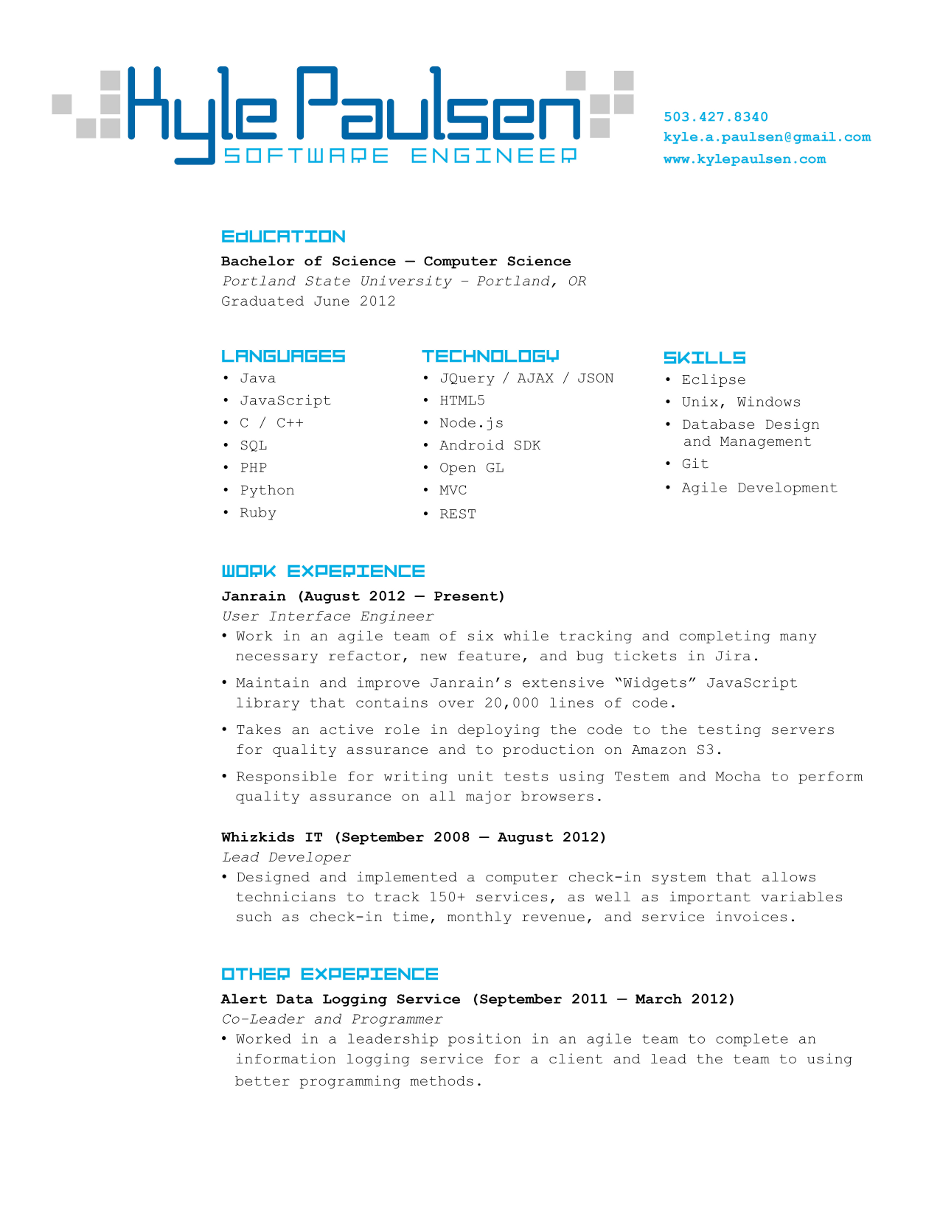 Kyle Paulsen
SOFTWARE ENGINEER
503.427.8340
kyle.a.paulsen@gmail.com
www.kylepaulsen.com
EdUCATION
Bachelor of Science — Computer Science
Portland State University – Portland, OR
Graduated June 2012
LANGUAGES
• Java
• JavaScript
• C / C++
• SQL
• PHP
• Python
• Ruby
TECHNOLOGY
• JQuery / AJAX / JSON
• HTML5
• Node.js
• Android SDK
• Open GL
• MVC
• REST
SKILLS
• Eclipse
• Unix, Windows
• Database Design
and Management
• Git
• Agile Development
WORK EXPERIENCE
Janrain (August 2012 — Present)
User Interface Engineer
• Work in an agile team of six while tracking and completing many
necessary refactor, new feature, and bug tickets in Jira.
• Maintain and improve Janrain’s extensive “Widgets” JavaScript
library that contains over 20,000 lines of code.
• Takes an active role in deploying the code to the testing servers
for quality assurance and to production on Amazon S3.
• Responsible for writing unit tests using Testem and Mocha to perform
quality assurance on all major browsers.
Whizkids IT (September 2008 — August 2012)
Lead Developer
• Designed and implemented a computer check-in system that allows
technicians to track 150+ services, as well as important variables
such as check-in time, monthly revenue, and service invoices.
OTHER EXPERIENCE
Alert Data Logging Service (September 2011 — March 2012)
Co-Leader and Programmer
• Worked in a leadership position in an agile team to complete an
information logging service for a client and lead the team to using
better programming methods.